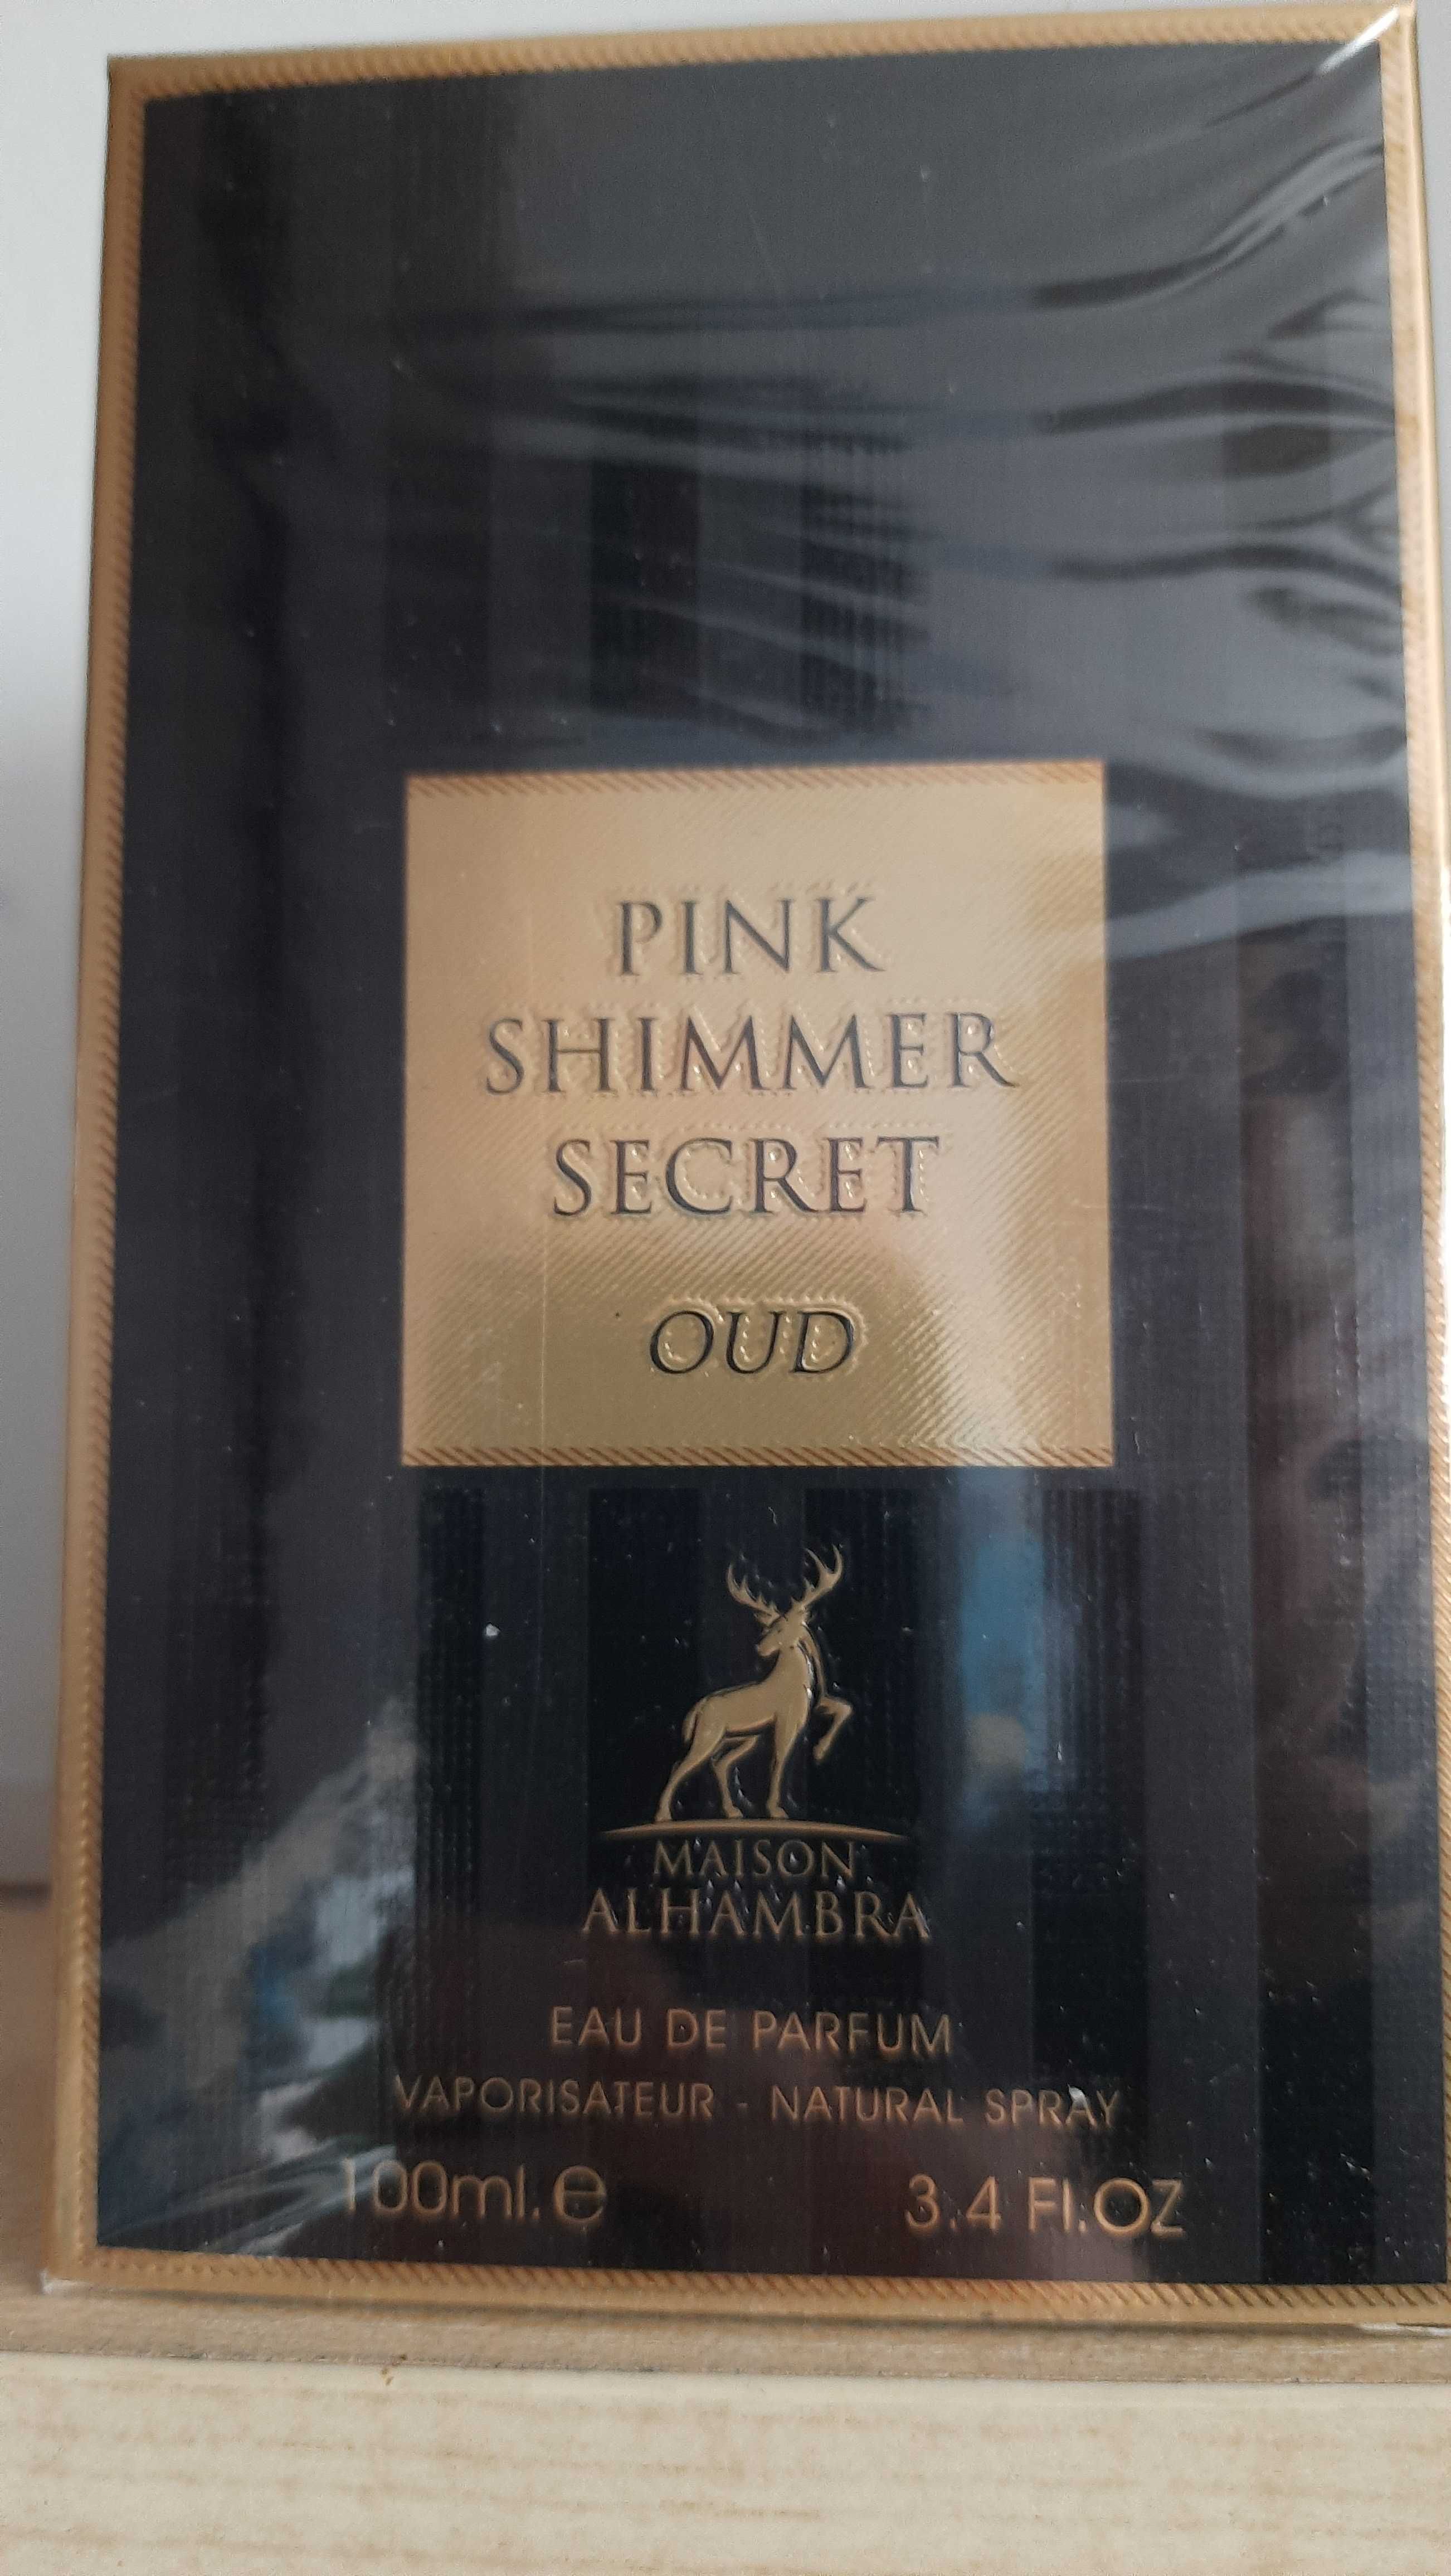 PINK
SHIMMER
SECRET
OUD
MAISON
ALHAMBRA
EAU DE PARFUM
VAPORISATEUR - NATURAL SPRAY
100ml.e 3.4 Fl.OZ